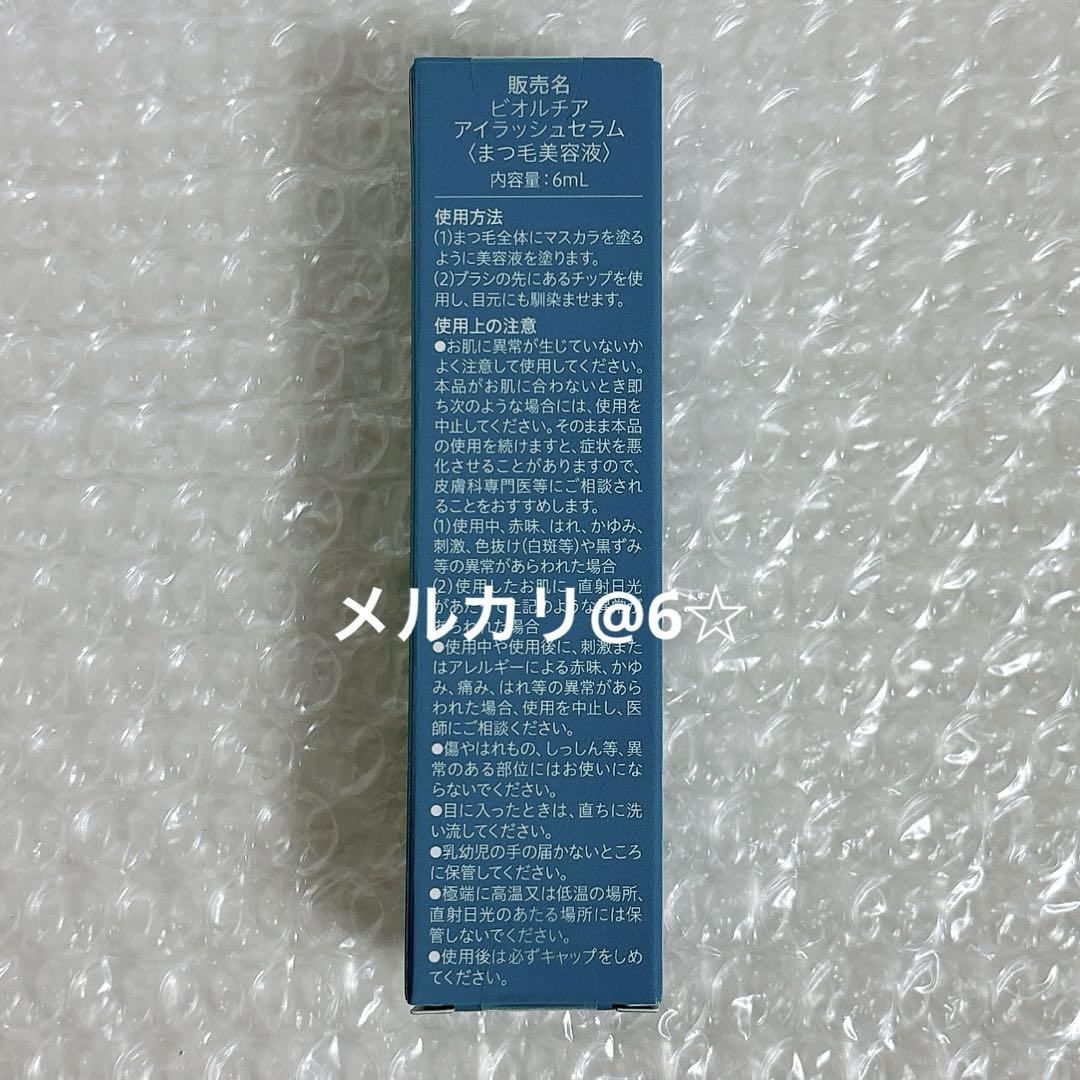 販売名
ビオルチア
アイラッシュセラム
〈まつ毛美容液〉
内容量:6mL
使用方法
(1)まつ毛全体にマスカラを塗る
ように美容液を塗ります。
(2)ブラシの先にあるチップを使
用し、目元にも馴染ませます。
使用上の注意
●お肌に異常が生じていないか
よく注意して使用してください。
本品がお肌に合わないとき即
ち次のような場合には、使用を
中止してください。そのまま本品
の使用を続けますと、症状を悪
化させることがありますので、
皮膚科専門医等にご相談され
ることをおすすめします。
(1)使用中、赤味、はれ、かゆみ、
刺激、色抜け(白斑等)や黒ずみ
等の異常があらわれた場合
(2)使用したお肌に、直射日光
があた
上記のような
メルカリ@6☆
られた場合
●使用中や使用後に、刺激また
はアレルギーによる赤味、かゆ
み、痛み、はれ等の異常があら
われた場合、使用を中止し、医
師にご相談ください。
●傷やはれもの、しっしん等、異
常のある部位にはお使いにな
らないでください。
●目に入ったときは、直ちに洗
い流してください。
●乳幼児の手の届かないところ
に保管してください。
●極端に高温又は低温の場所、
直射日光のあたる場所には保
管しないでください。
●使用後は必ずキャップをしめ
てください。